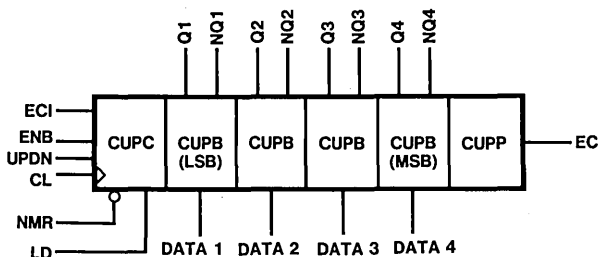 Q1 NQ1 Q2 NQ2 Q3 NQ3 Q4 NQ4
ECI
ENB
UPDN
CL
NMR
LD
CUPC
CUPB
(LSB)
CUPB
CUPB
CUPB
(MSB)
CUPP
EC
DATA 1 DATA 2 DATA 3 DATA 4